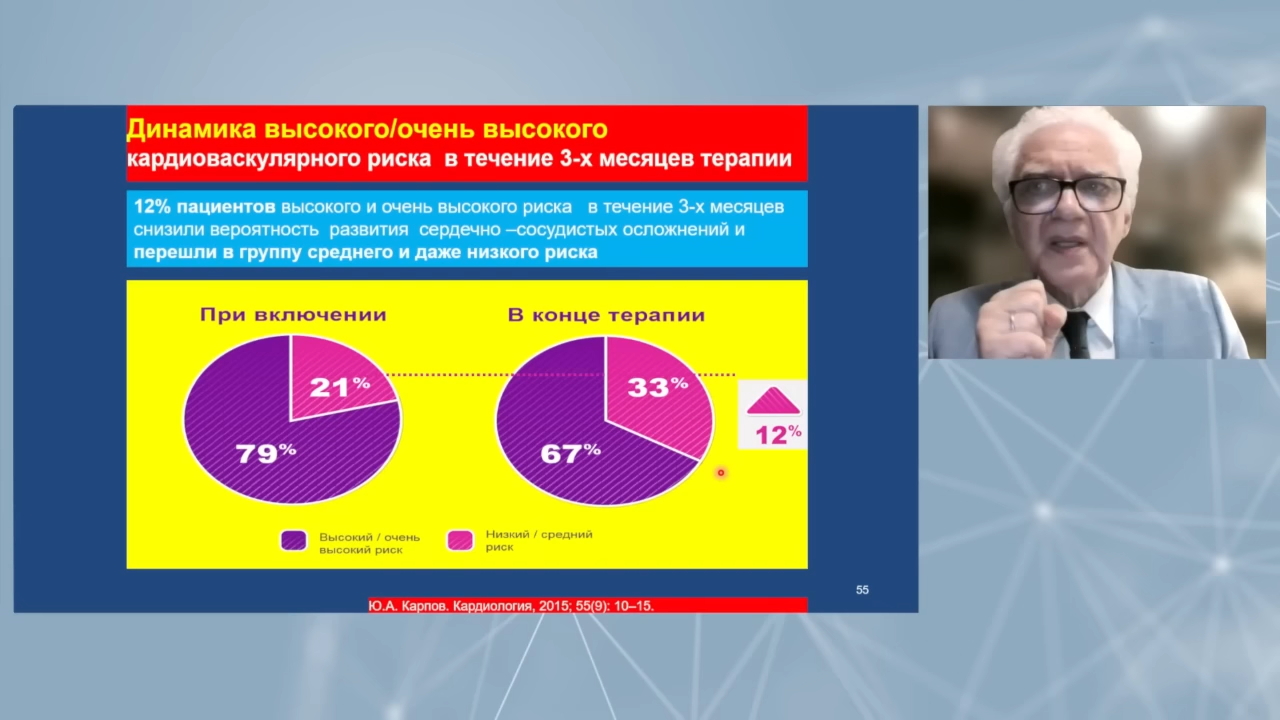 Динамика высокого/очень высокого
кардиоваскулярного риска в течение 3-х месяцев терапии
12% пациентов высокого и очень высокого риска в течение 3-х месяцев
снизили вероятность развития сердечно –сосудистых осложнений и
перешли в группу среднего и даже низкого риска
При включении
В конце терапии
21%
79%
33%
67%
12%
Высокий / очень
высокий риск
Низкий / средний
риск
55
Ю.А. Карпов. Кардиология, 2015; 55(9): 10–15.